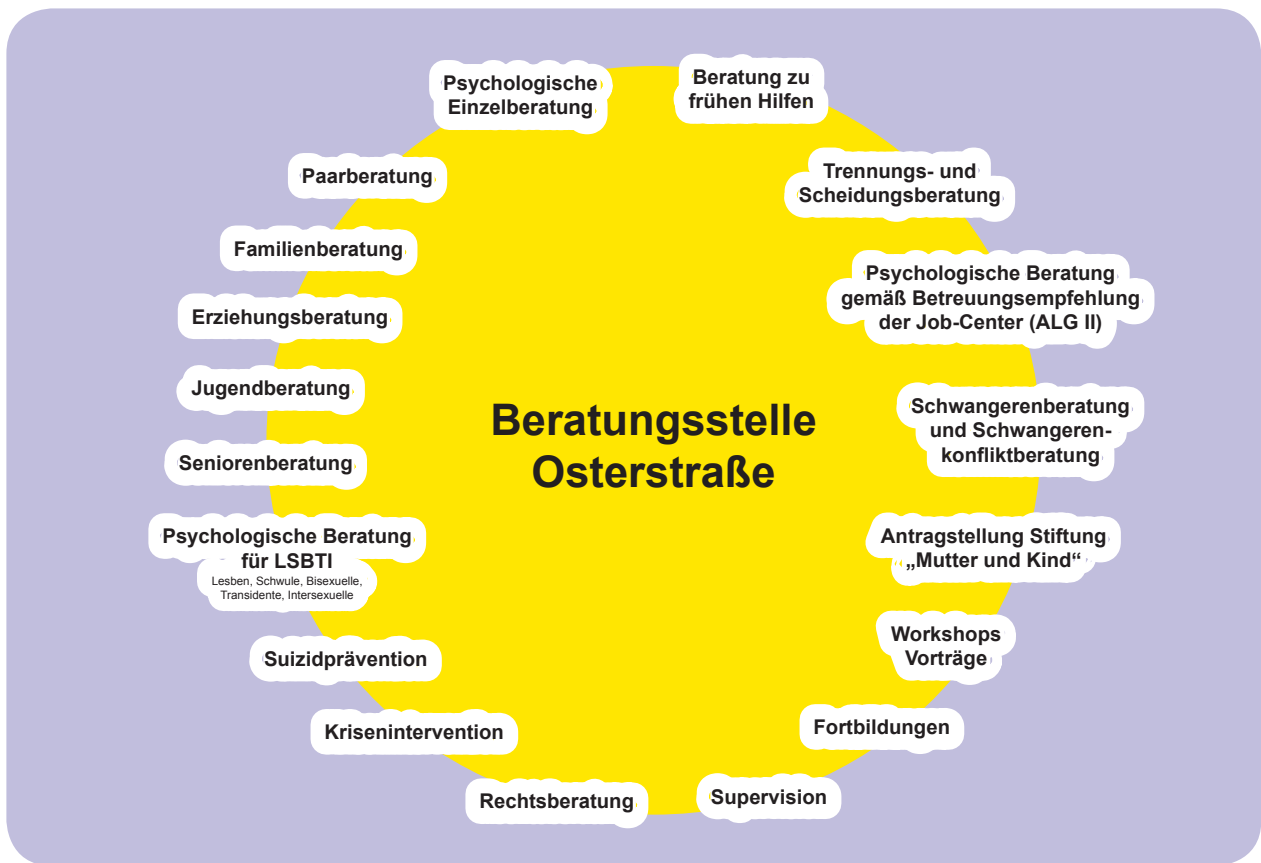 Psychologische
Einzelberatung
Beratung zu
frühen Hilfen
Paarberatung
Trennungs- und
Scheidungsberatung
Familienberatung
Psychologische Beratung
gemäß Betreuungsempfehlung
der Job-Center (ALG II)
Erziehungsberatung
Jugendberatung
Schwangerenberatung
und Schwangeren-
konfliktberatung
Beratungsstelle
Osterstraße
Seniorenberatung
Psychologische Beratung
für LSBTI
Lesben, Schwule, Bisexuelle,
Transidente, Intersexuelle
Antragstellung Stiftung
„Mutter und Kind“
Suizidprävention
Workshops
Vorträge
Krisenintervention
Fortbildungen
Rechtsberatung
Supervision